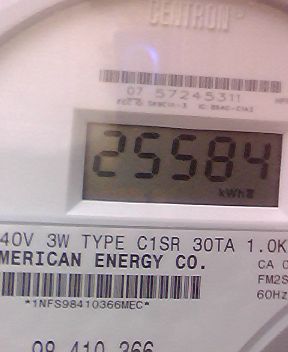 CENTRON®
07 57245311
25584
kWh
40V 3W TYPE C1SR 30TA 1.0K
MERICAN ENERGY CO.
CA 0
FM2S
*1NFS98410366MEC*
60Hz
98 410 366